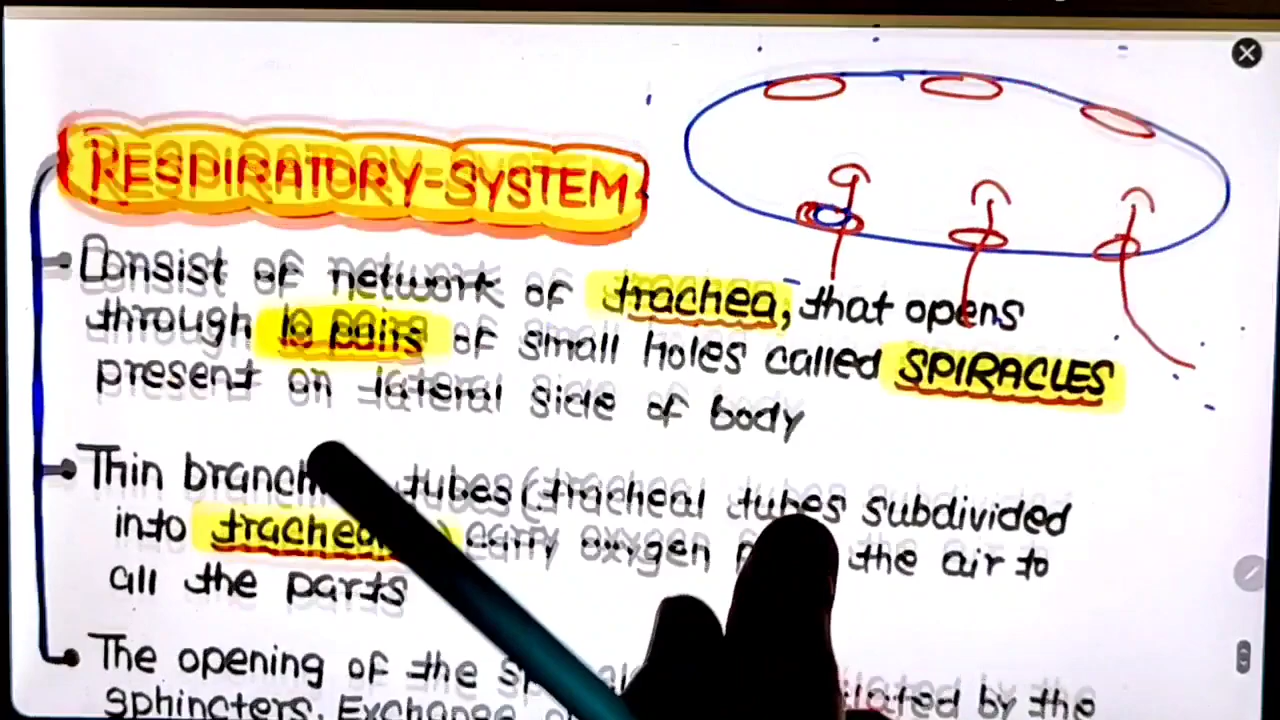 RESPIRATORY-SYSTEM
Consist of network of trachea, that opens
through 10 pairs of small holes called SPIRACLES
present on lateral side of body
Thin tubes (tracheal tubes subdivided
into carry oxygen the air to
all the parts
The opening of the by the
sphincters. Exchange